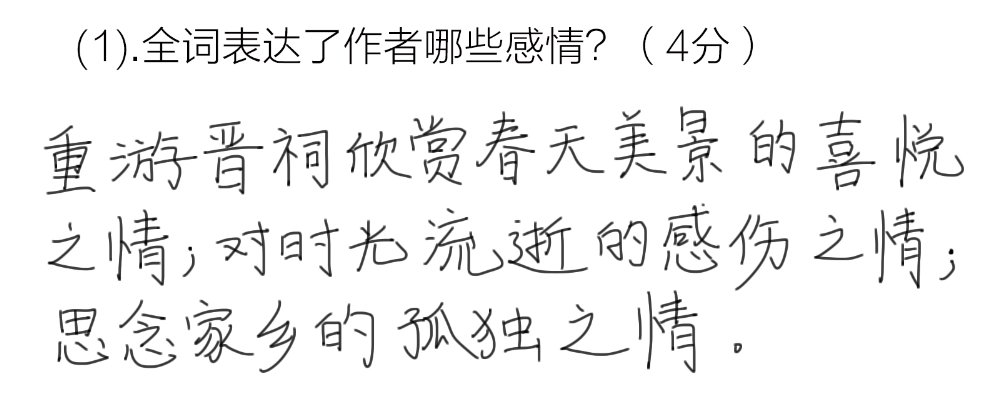 (1).全词表达了作者哪些感情？（4分）
重游晋祠欣赏春天美景的喜悦
之情；对时光流逝的感伤之情；
思念家乡的孤独之情。